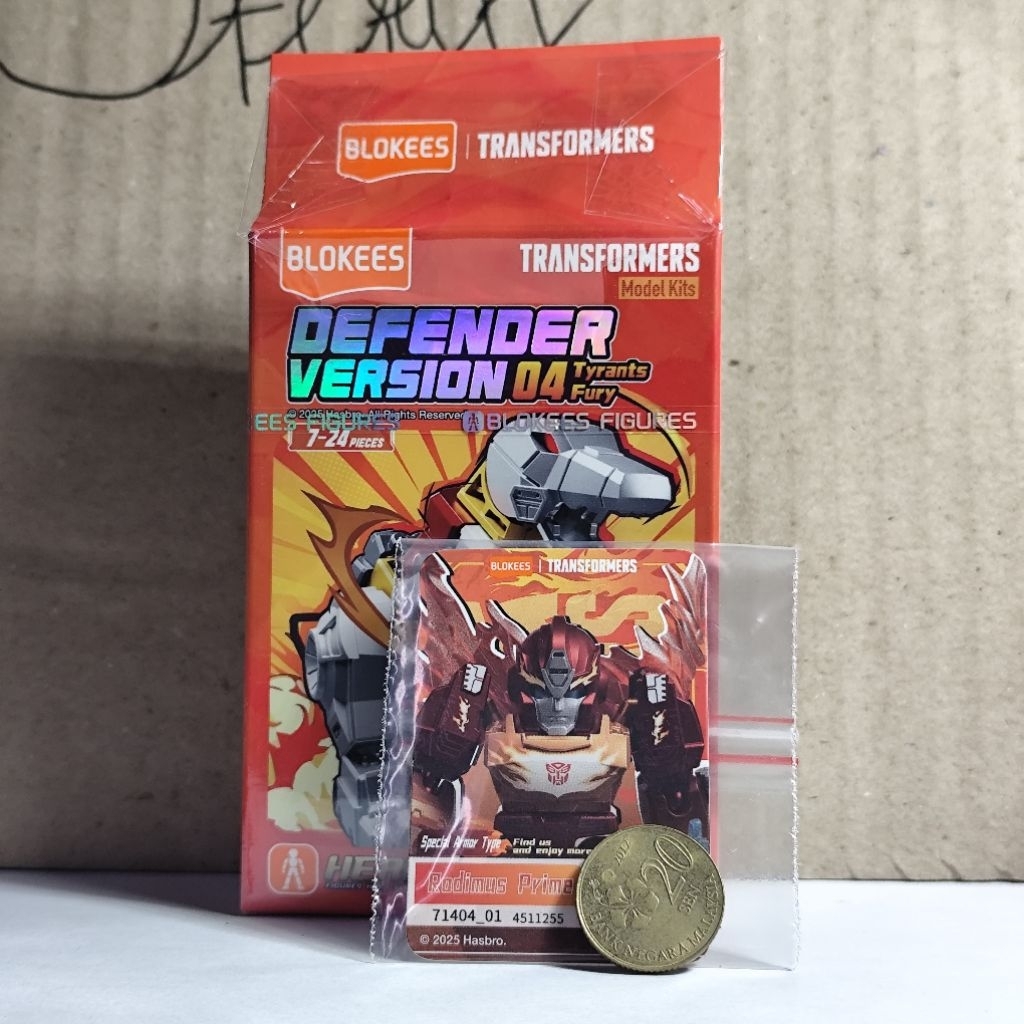 BLOKEES | TRANSFORMERS
BLOKEES
TRANSFORMERS
Model Kits
DEFENDER
VERSION 04 Tyrants Fury
© 2025 Hasbro. All Rights Reserved
EES FIGURES BLOKEES FIGURES
7-24 PIECES
BLOKEES | TRANSFORMERS
Special Armor Type
Find us
and enjoy more
Rodimus Prime
71404_01 4511255
© 2025 Hasbro.
20
SEN
BANK NEGARA MALAYSIA